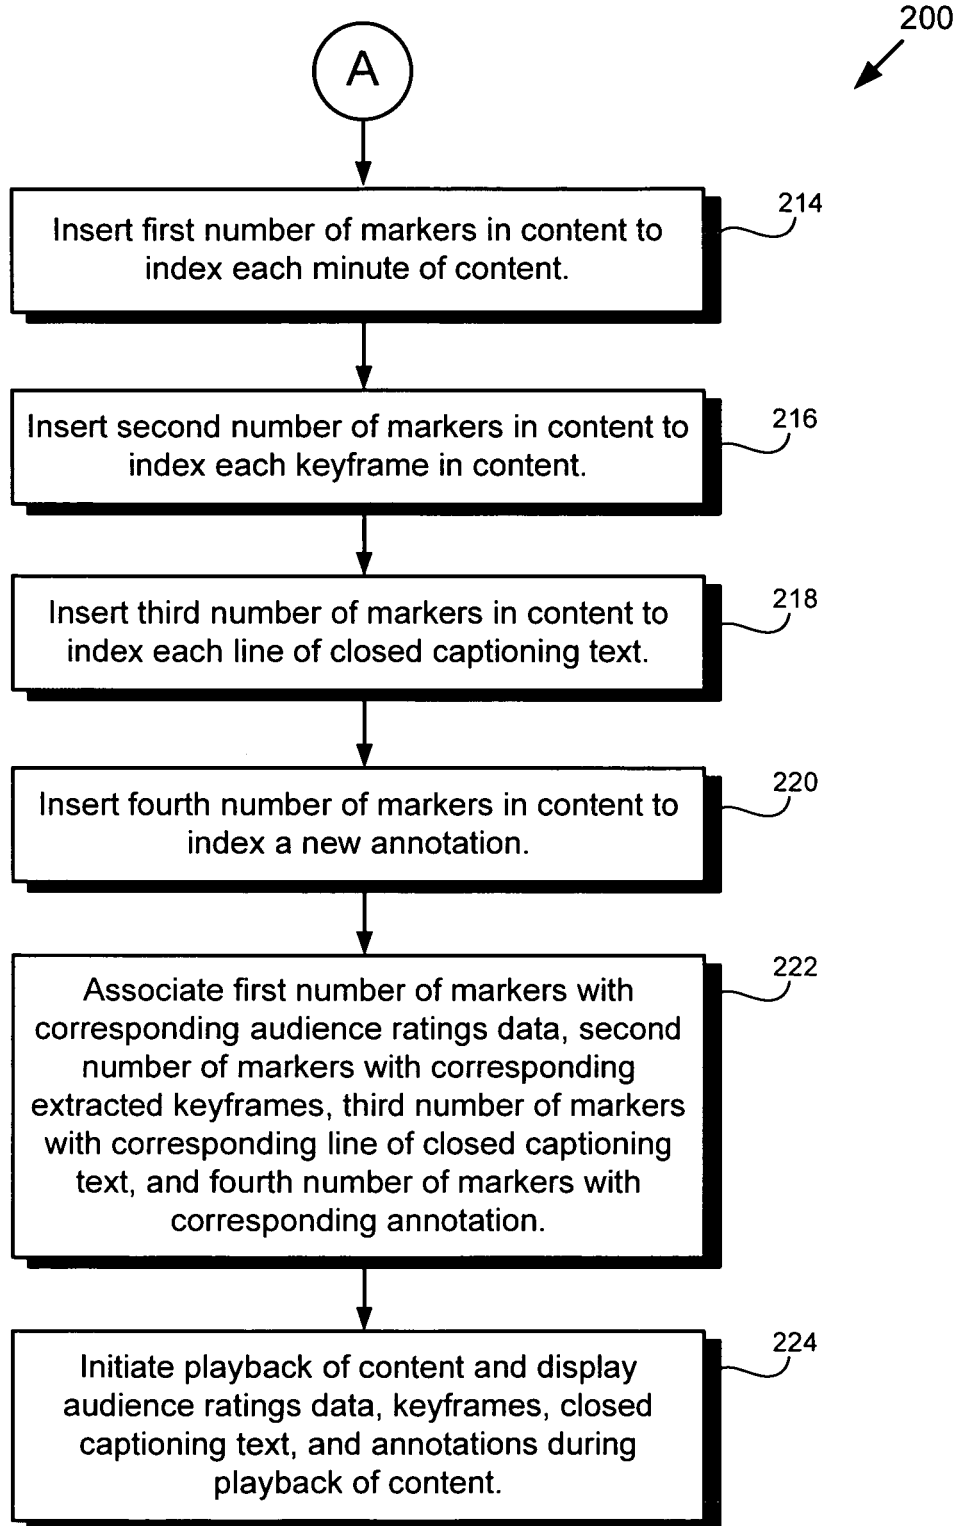 200
A
214
Insert first number of markers in content to
index each minute of content.
216
Insert second number of markers in content to
index each keyframe in content.
218
Insert third number of markers in content to
index each line of closed captioning text.
220
Insert fourth number of markers in content to
index a new annotation.
222
Associate first number of markers with
corresponding audience ratings data, second
number of markers with corresponding
extracted keyframes, third number of markers
with corresponding line of closed captioning
text, and fourth number of markers with
corresponding annotation.
224
Initiate playback of content and display
audience ratings data, keyframes, closed
captioning text, and annotations during
playback of content.